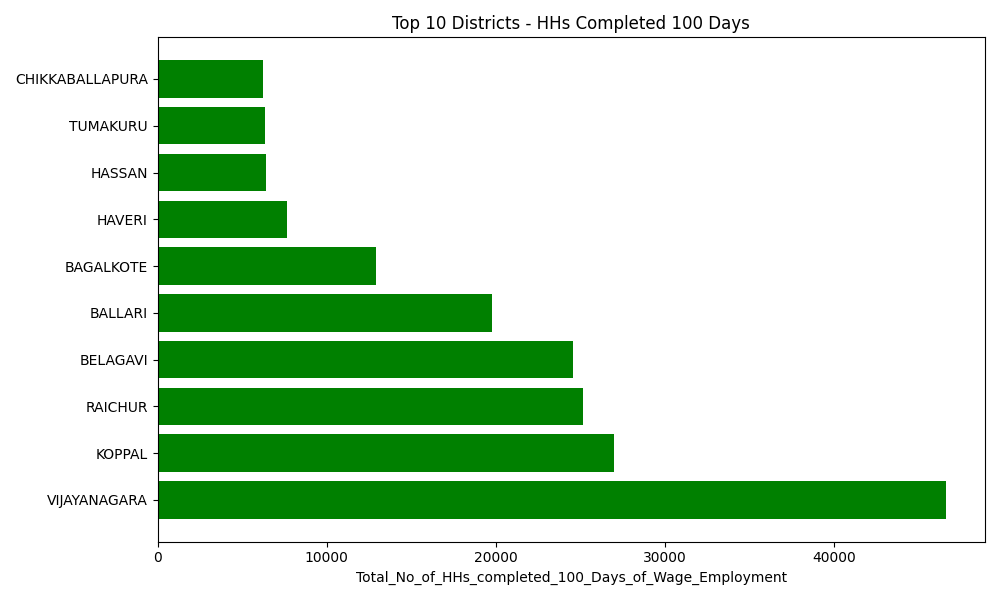 Top 10 Districts - HHs Completed 100 Days
CHIKKABALLAPURA
TUMAKURU
HASSAN
HAVERI
BAGALKOTE
BALLARI
BELAGAVI
RAICHUR
KOPPAL
VIJAYANAGARA
0 10000 20000 30000 40000
Total_No_of_HHs_completed_100_Days_of_Wage_Employment